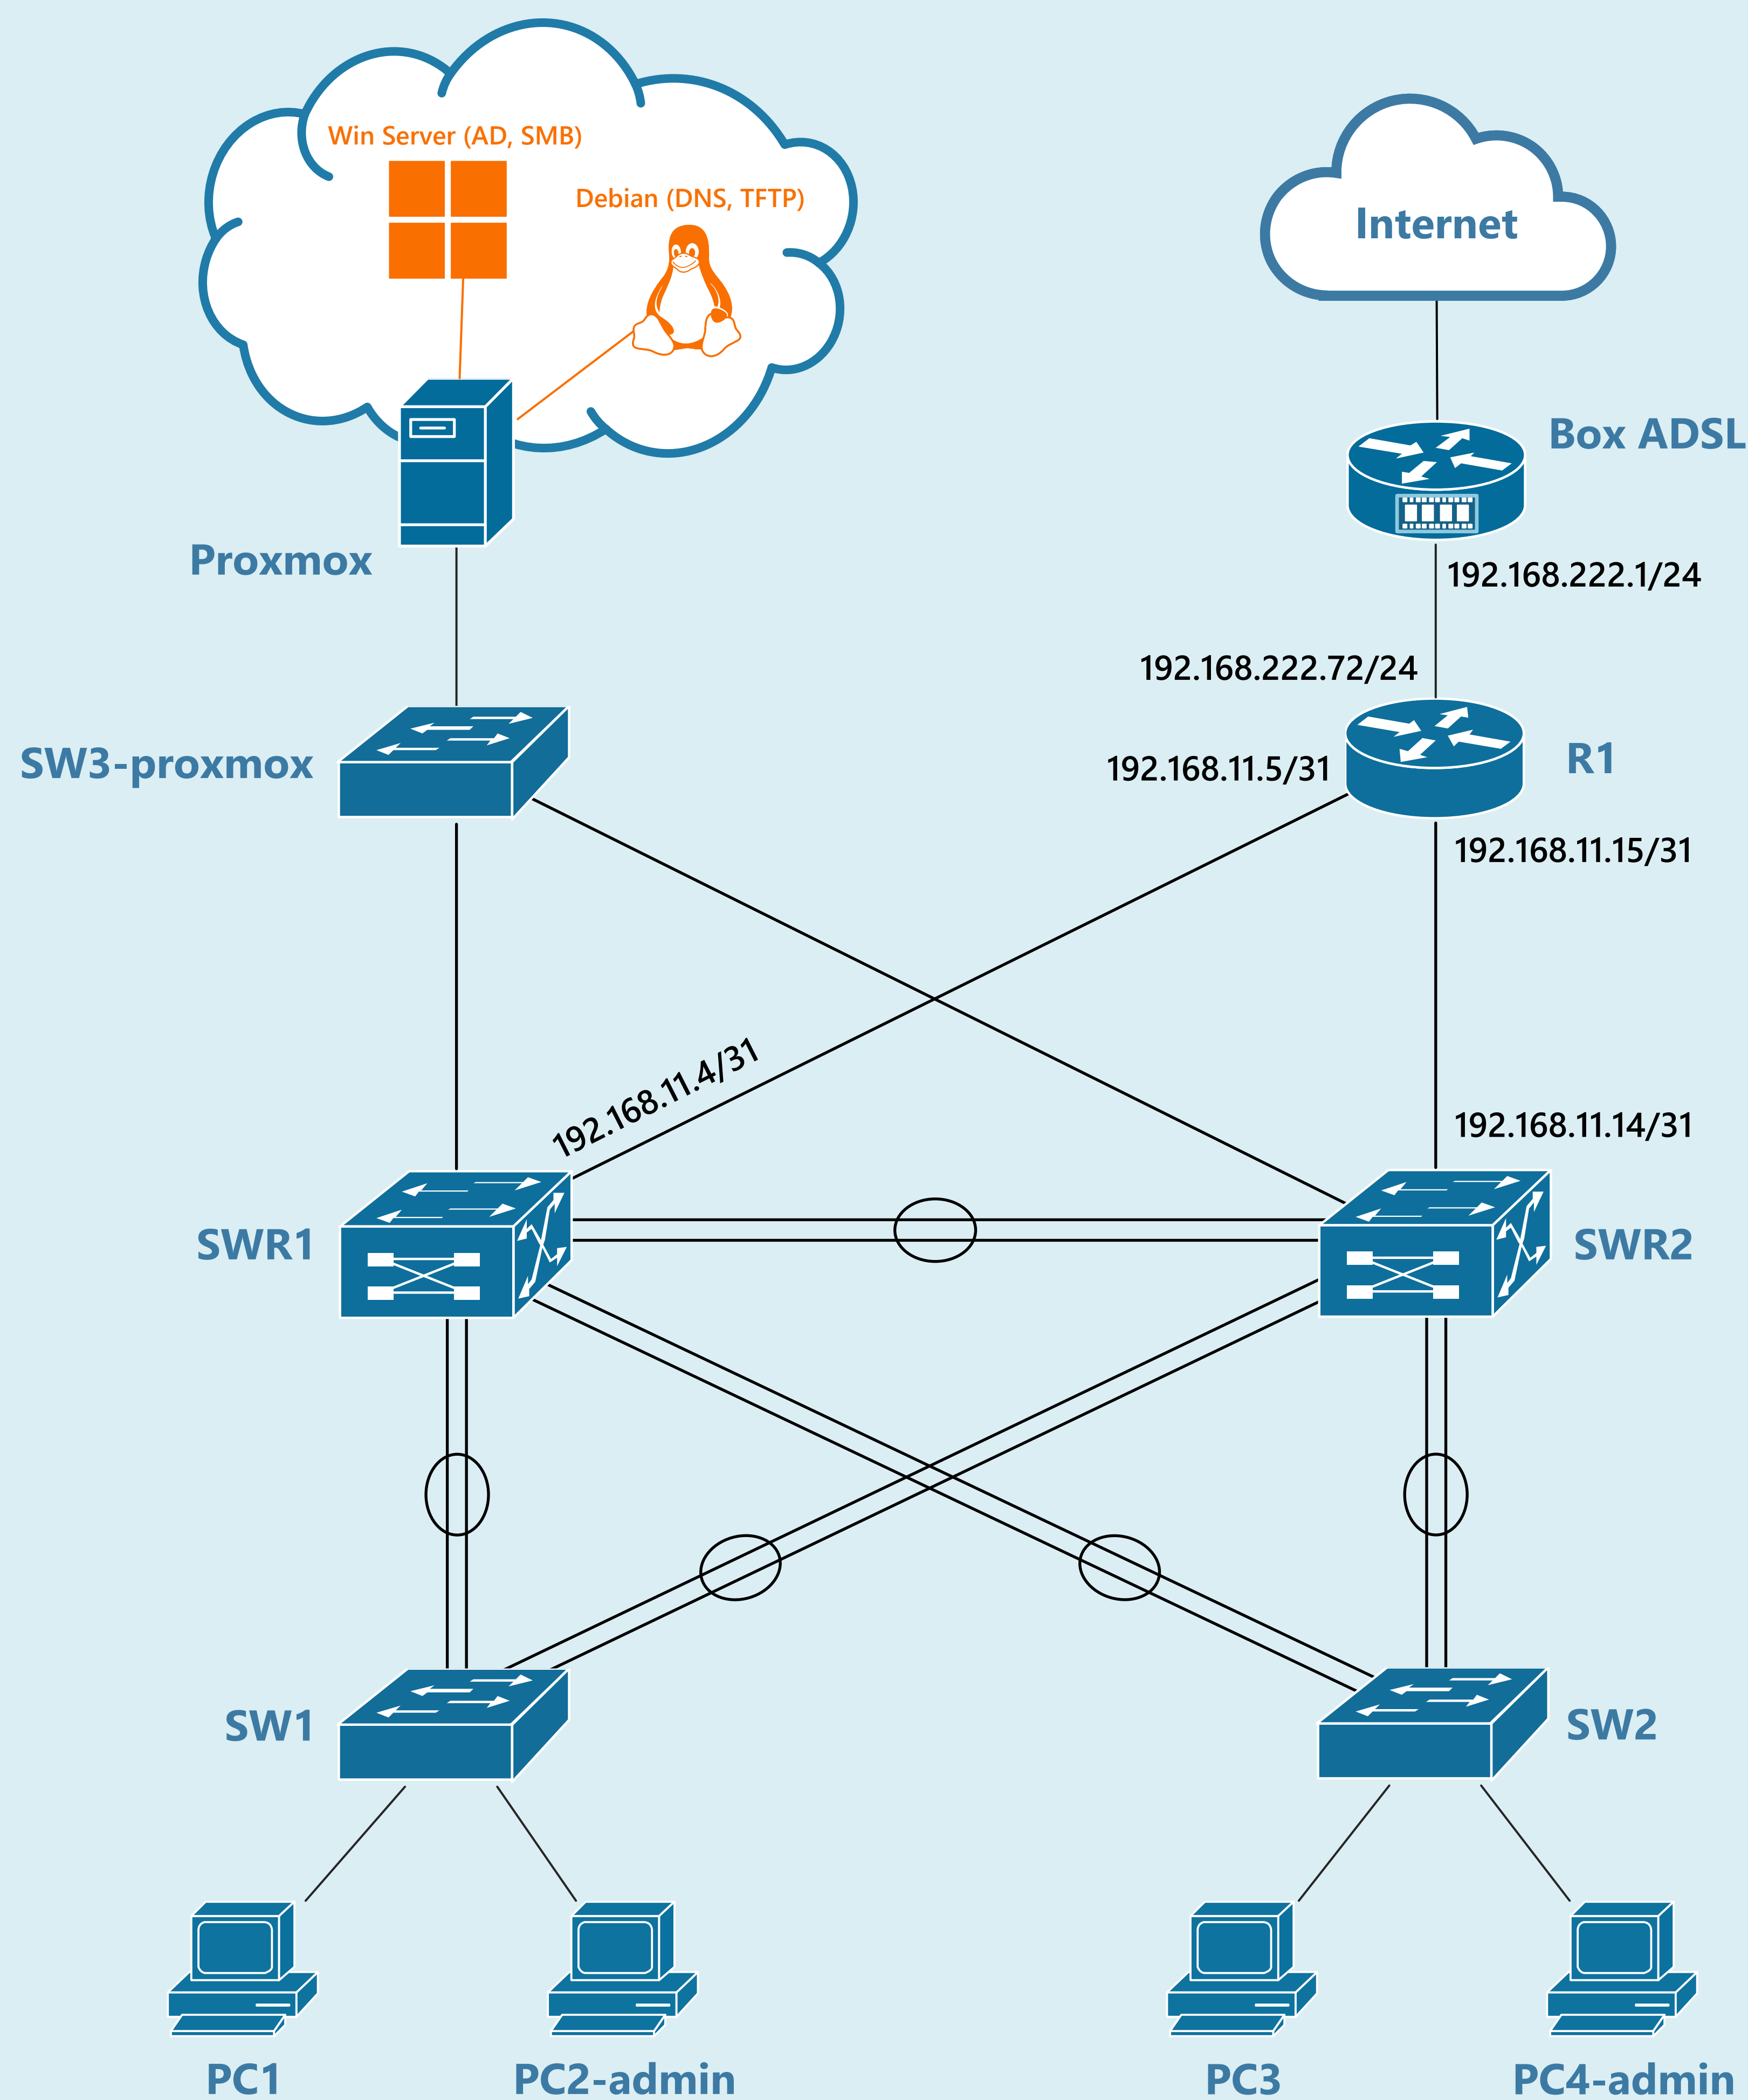 Win Server (AD, SMB)
Debian (DNS, TFTP)
Internet
Box ADSL
Proxmox
192.168.222.1/24
192.168.222.72/24
SW3-proxmox
192.168.11.5/31
R1
192.168.11.15/31
192.168.11.4/31
192.168.11.14/31
SWR1
SWR2
SW1
SW2
PC1
PC2-admin
PC3
PC4-admin